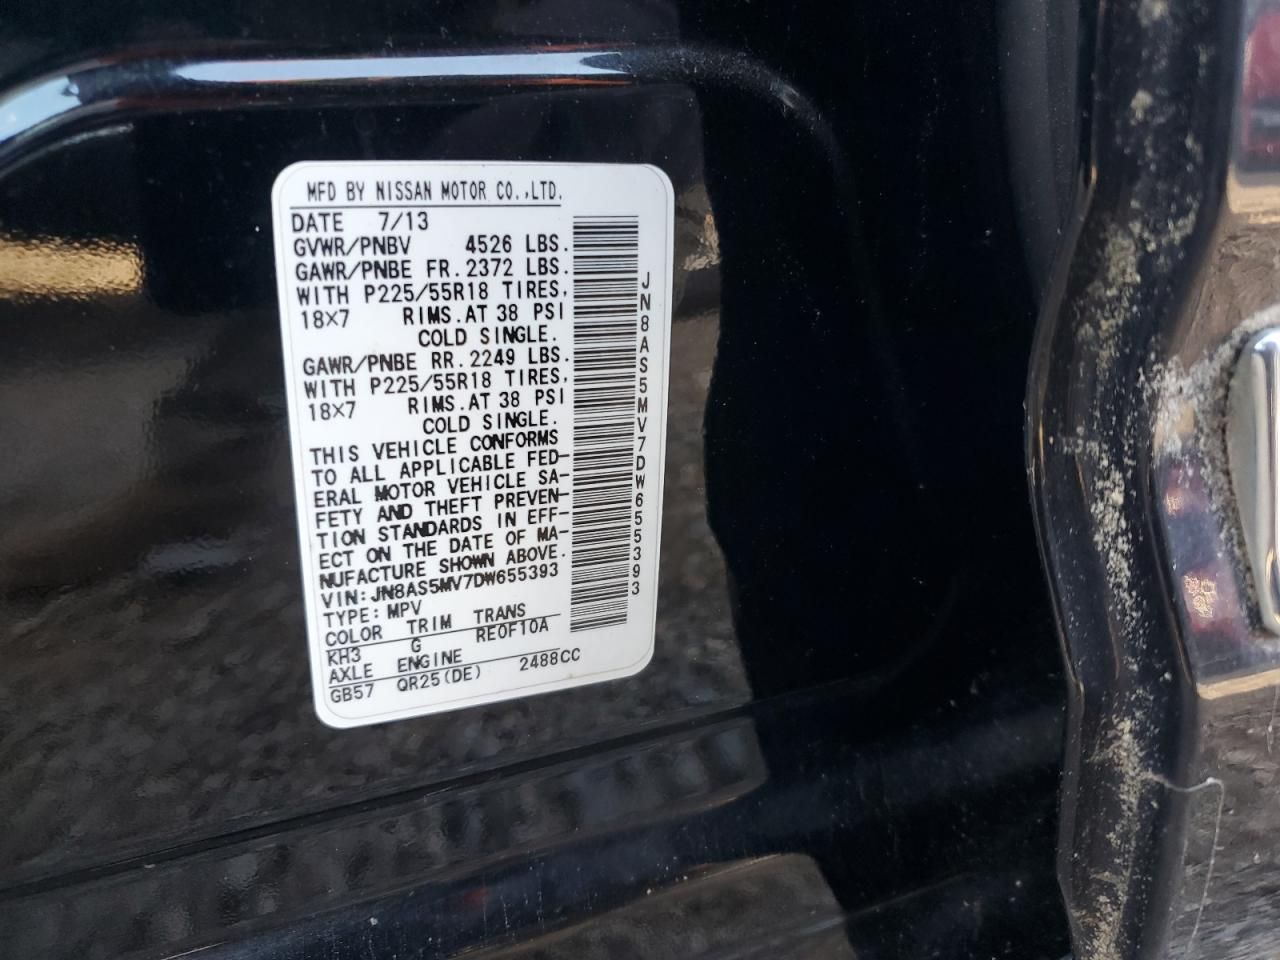 MFD BY NISSAN MOTOR CO.,LTD.
DATE 7/13
GVWR/PNBV 4526 LBS.
GAWR/PNBE FR. 2372 LBS.
WITH P225/55R18 TIRES,
18X7 RIMS. AT 38 PSI
COLD SINGLE.
GAWR/PNBE RR. 2249 LBS.
WITH P225/55R18 TIRES,
18X7 RIMS. AT 38 PSI
COLD SINGLE.
THIS VEHICLE CONFORMS
TO ALL APPLICABLE FED-
ERAL MOTOR VEHICLE SA-
FETY AND THEFT PREVEN-
TION STANDARDS IN EFF-
ECT ON THE DATE OF MA-
NUFACTURE SHOWN ABOVE.
VIN: JN8AS5MV7DW655393
TYPE: MPV
COLOR TRIM TRANS
KH3 G RE0F10A
AXLE ENGINE
GB57 QR25(DE) 2488CC
JN8AS5MV7DW655393